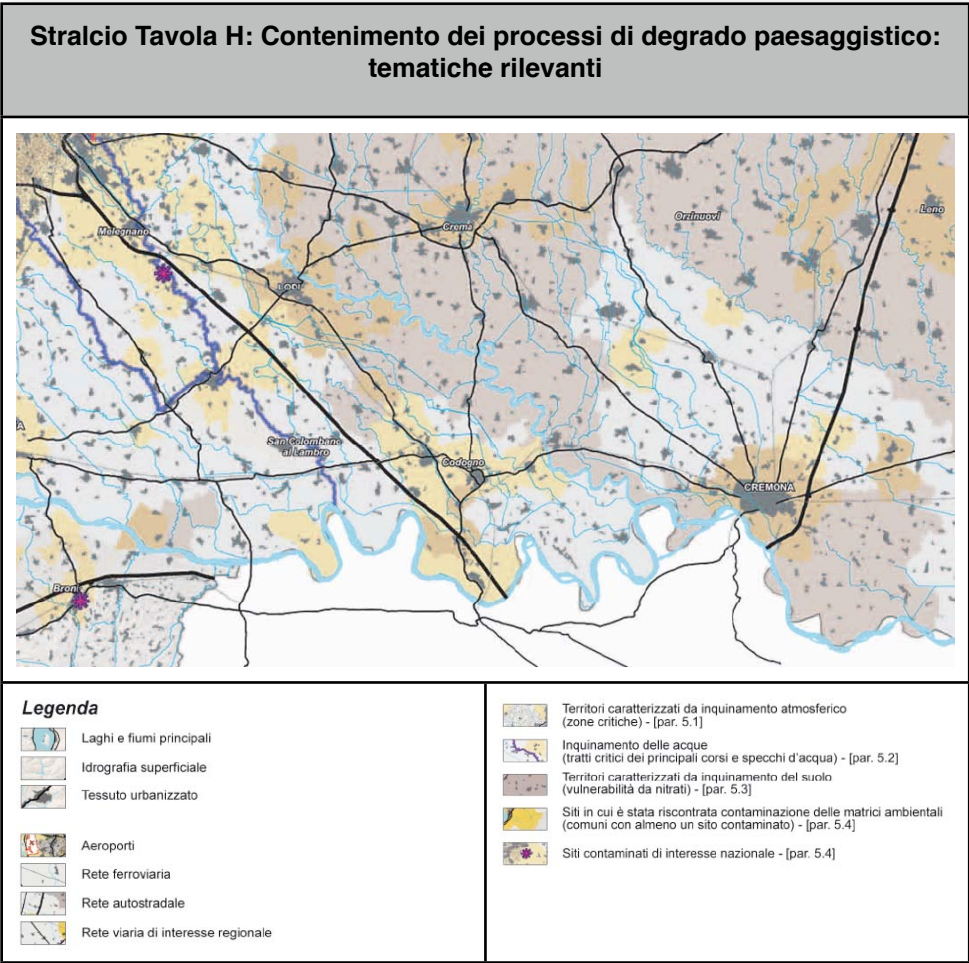 Stralcio Tavola H: Contenimento dei processi di degrado paesaggistico:
tematiche rilevanti
Melegnano
LODI
Crema
Orzinuovi
Leno
A
San Colombano
al Lambro
Codogno
CREMONA
Broni
Legenda
Laghi e fiumi principali
Idrografia superficiale
Tessuto urbanizzato
Aeroporti
Rete ferroviaria
Rete autostradale
Rete viaria di interesse regionale
Territori caratterizzati da inquinamento atmosferico
(zone critiche) - [par. 5.1]
Inquinamento delle acque
(tratti critici dei principali corsi e specchi d'acqua) - [par. 5.2]
Territori caratterizzati da inquinamento del suolo
(vulnerabilità da nitrati) - [par. 5.3]
Siti in cui è stata riscontrata contaminazione delle matrici ambientali
(comuni con almeno un sito contaminato) - [par. 5.4]
Siti contaminati di interesse nazionale - [par. 5.4]